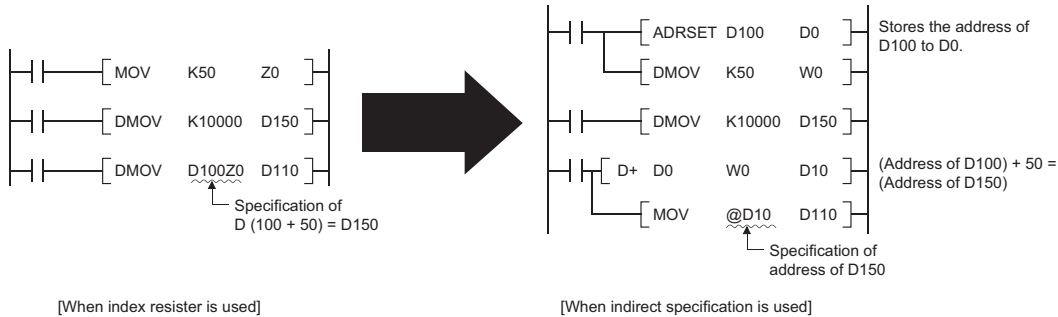 MOV K50 Z0
DMOV K10000 D150
DMOV D100Z0 D110
Specification of
D (100 + 50) = D150
[When index resister is used]
ADRSET D100 D0
Stores the address of
D100 to D0.
DMOV K50 W0
DMOV K10000 D150
D+ D0 W0 D10
(Address of D100) + 50 =
(Address of D150)
MOV @D10 D110
Specification of
address of D150
[When indirect specification is used]